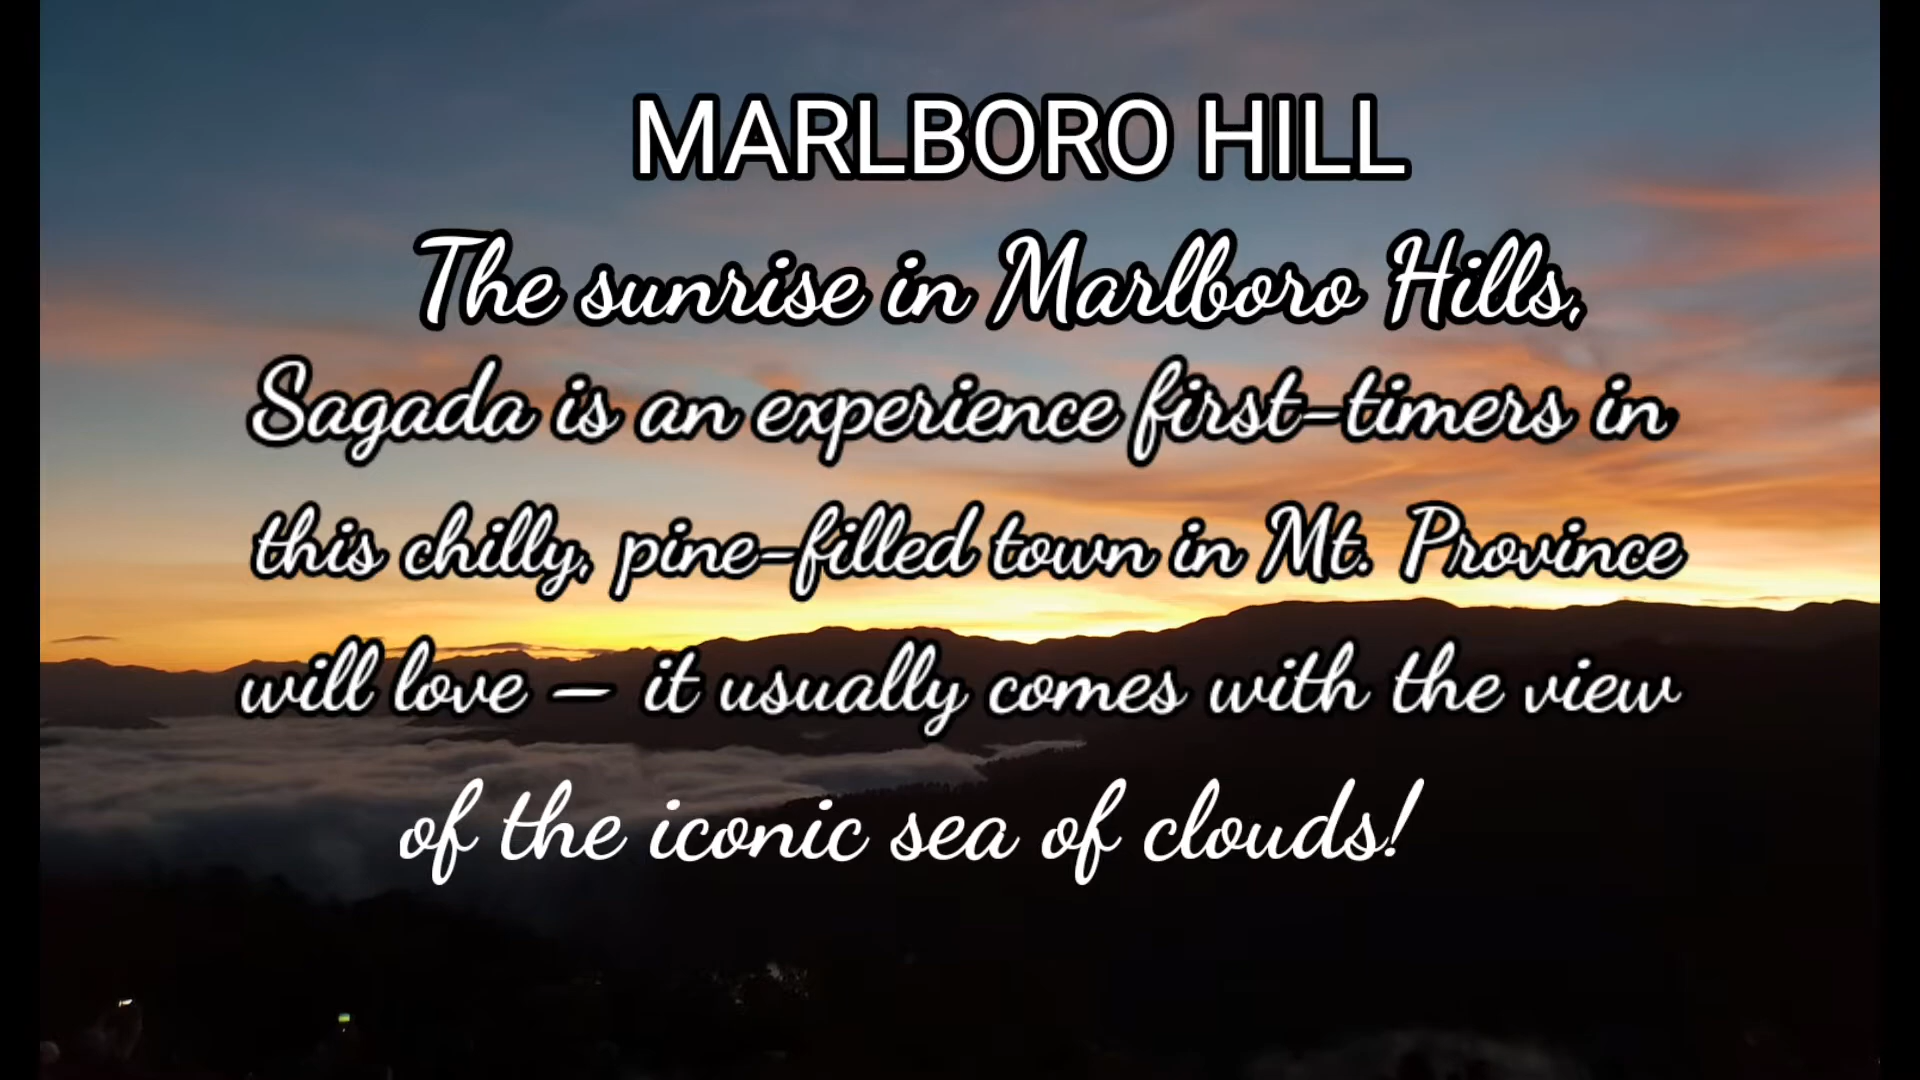 MARLBORO HILL
The sunrise in Marlboro Hills,
Sagada is an experience first-timers in
this chilly, pine-filled town in Mt. Province
will love – it usually comes with the view
of the iconic sea of clouds!